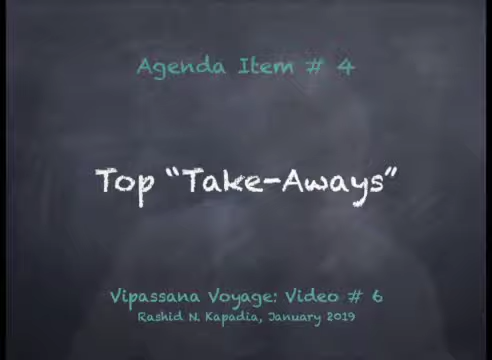 Agenda Item # 4
Top “Take-Aways”
Vipassana Voyage: Video # 6
Rashid N. Kapadia, January 2019